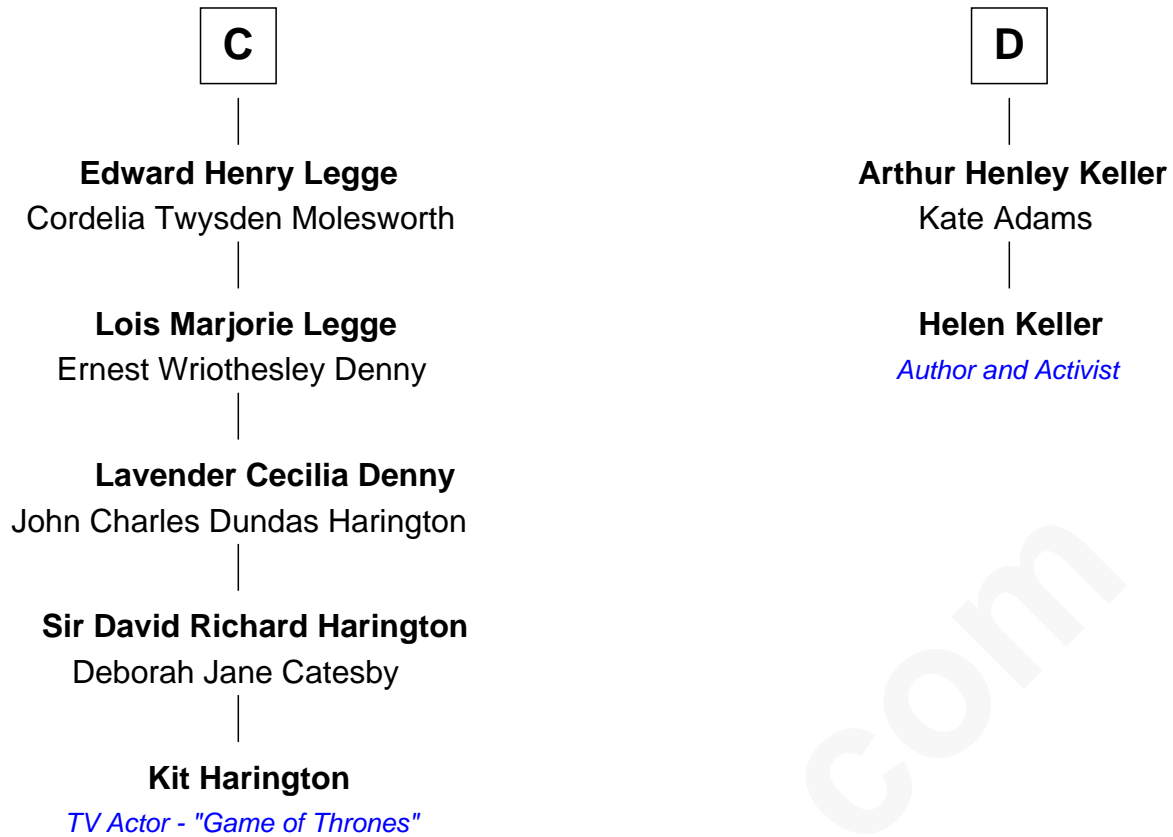 C
Edward Henry Legge
Cordelia Twysden Molesworth
Lois Marjorie Legge
Ernest Wriothesley Denny
Lavender Cecilia Denny
John Charles Dundas Harington
Sir David Richard Harington
Deborah Jane Catesby
Kit Harington
TV Actor - "Game of Thrones"
D
Arthur Henley Keller
Kate Adams
Helen Keller
Author and Activist
com